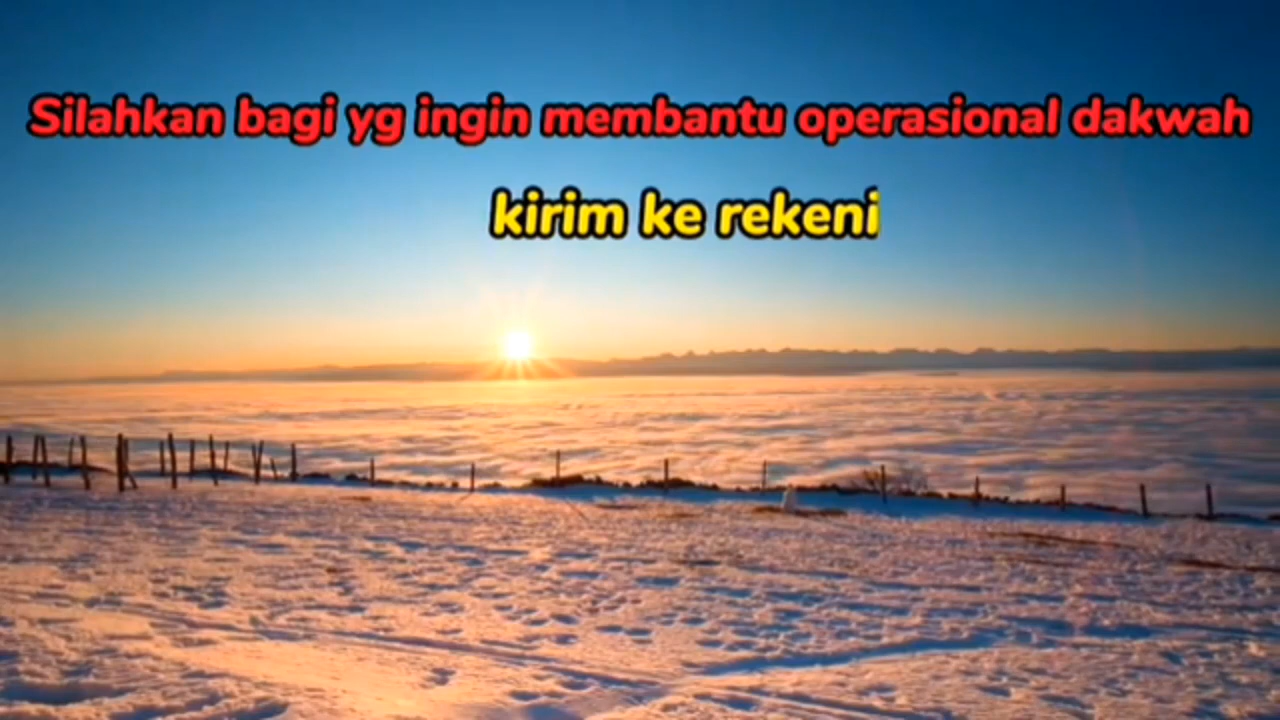 Silahkan bagi yg ingin membantu operasional dakwah
kirim ke rekeni